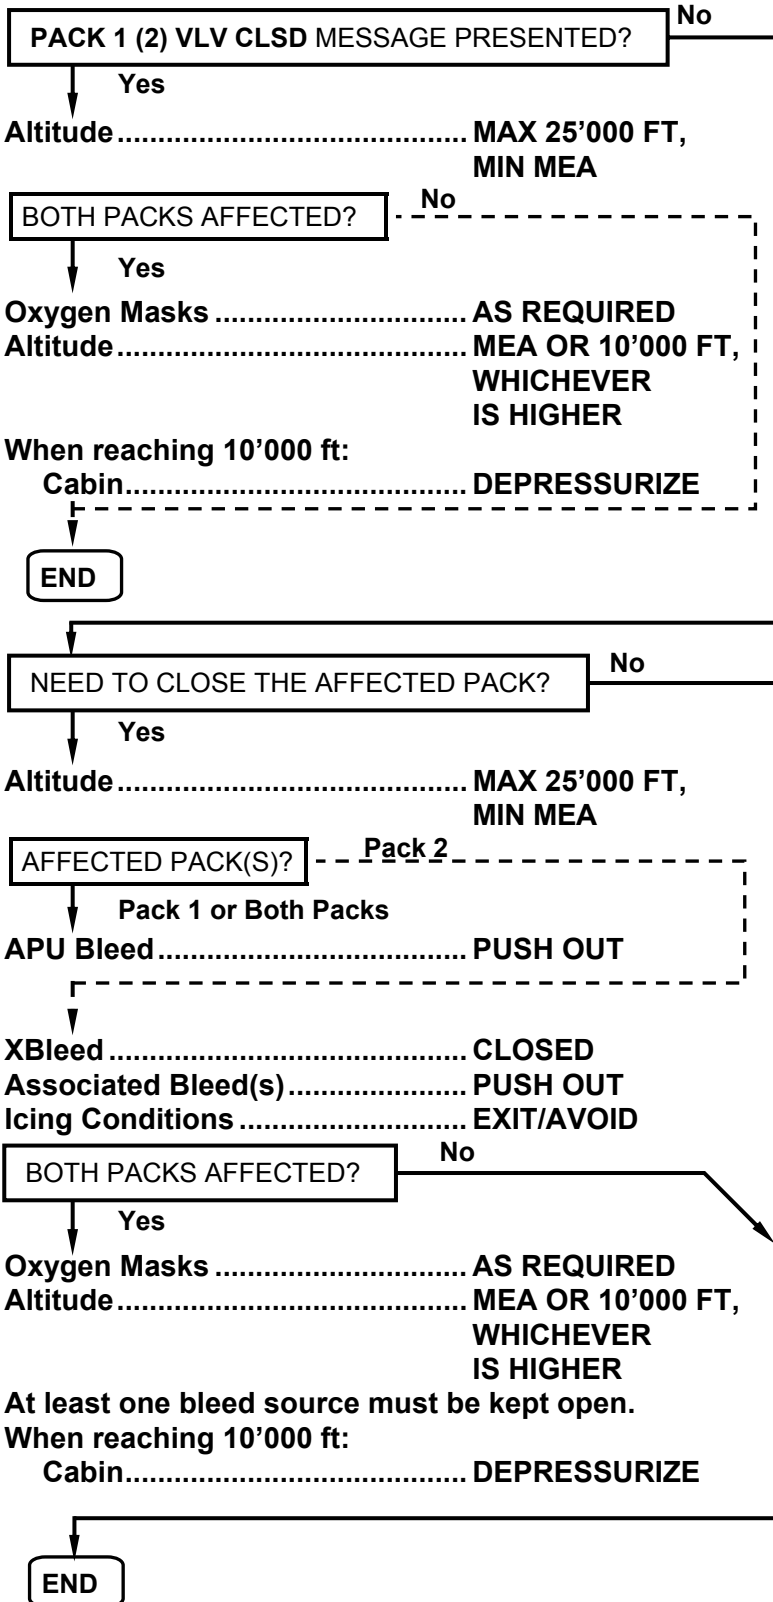 PACK 1 (2) VLV CLSD MESSAGE PRESENTED?
No
Yes
Altitude........................................... MAX 25’000 FT,
MIN MEA
BOTH PACKS AFFECTED?
No
Yes
Oxygen Masks ............................... AS REQUIRED
Altitude........................................... MEA OR 10’000 FT,
WHICHEVER
IS HIGHER
When reaching 10’000 ft:
Cabin.......................................... DEPRESSURIZE
END
NEED TO CLOSE THE AFFECTED PACK?
No
Yes
Altitude........................................... MAX 25’000 FT,
MIN MEA
AFFECTED PACK(S)?
Pack 2
Pack 1 or Both Packs
APU Bleed...................................... PUSH OUT
XBleed ............................................ CLOSED
Associated Bleed(s)...................... PUSH OUT
Icing Conditions ............................ EXIT/AVOID
BOTH PACKS AFFECTED?
No
Yes
Oxygen Masks ............................... AS REQUIRED
Altitude........................................... MEA OR 10’000 FT,
WHICHEVER
IS HIGHER
At least one bleed source must be kept open.
When reaching 10’000 ft:
Cabin.......................................... DEPRESSURIZE
END